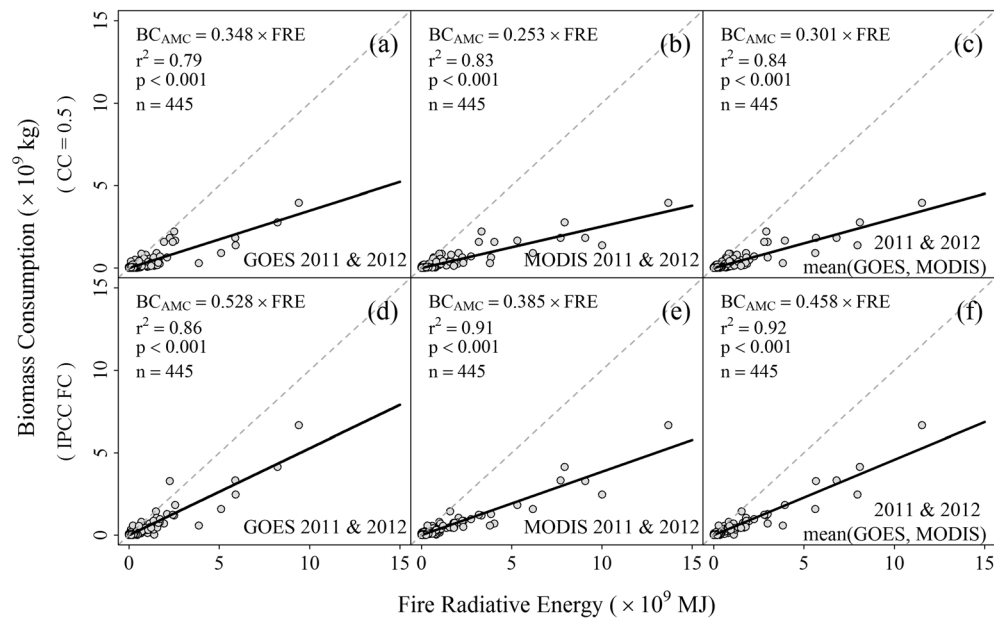 Biomass Consumption ( × 10⁹ kg)
( CC = 0.5 )
( IPCC FC )
15
10
5
0
BC_AMC = 0.348 × FRE
(a)
r² = 0.79
p < 0.001
n = 445
GOES 2011 & 2012
BC_AMC = 0.253 × FRE
(b)
r² = 0.83
p < 0.001
n = 445
MODIS 2011 & 2012
BC_AMC = 0.301 × FRE
(c)
r² = 0.84
p < 0.001
n = 445
2011 & 2012
mean(GOES, MODIS)
15
10
5
0
BC_AMC = 0.528 × FRE
(d)
r² = 0.86
p < 0.001
n = 445
GOES 2011 & 2012
BC_AMC = 0.385 × FRE
(e)
r² = 0.91
p < 0.001
n = 445
MODIS 2011 & 2012
BC_AMC = 0.458 × FRE
(f)
r² = 0.92
p < 0.001
n = 445
2011 & 2012
mean(GOES, MODIS)
0 5 10 15 0 5 10 15 0 5 10 15
Fire Radiative Energy ( × 10⁹ MJ)